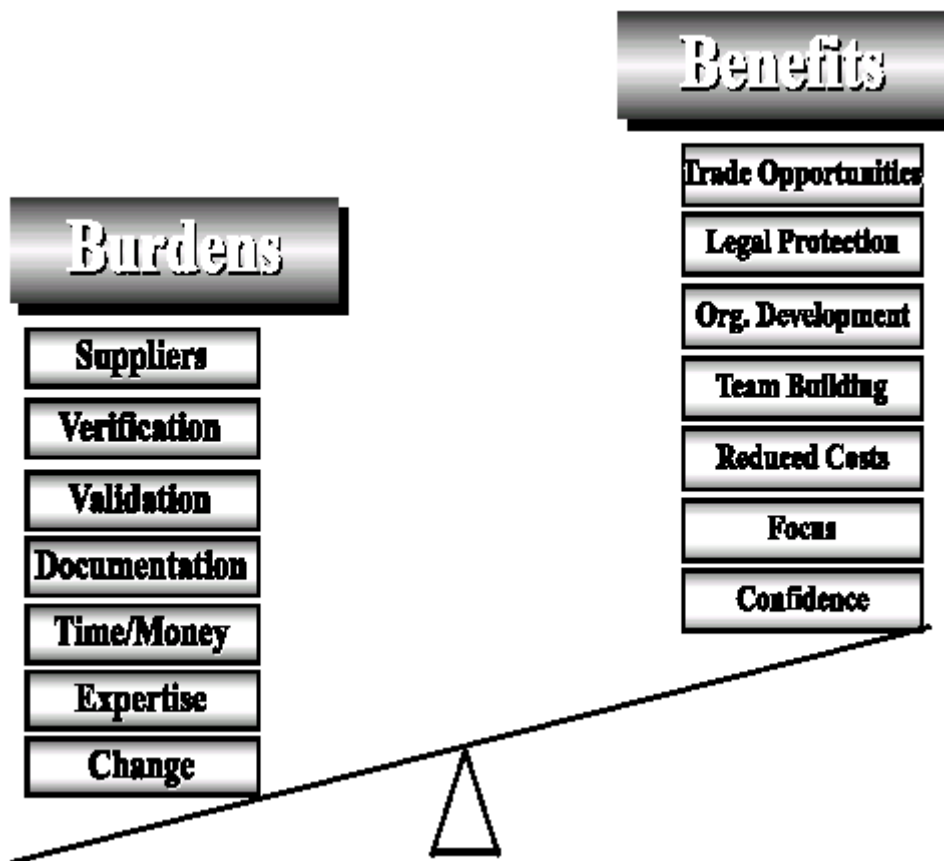 Burdens
Suppliers
Verification
Validation
Documentation
Time/Money
Expertise
Change
Benefits
Trade Opportunities
Legal Protection
Org. Development
Team Building
Reduced Costs
Focus
Confidence